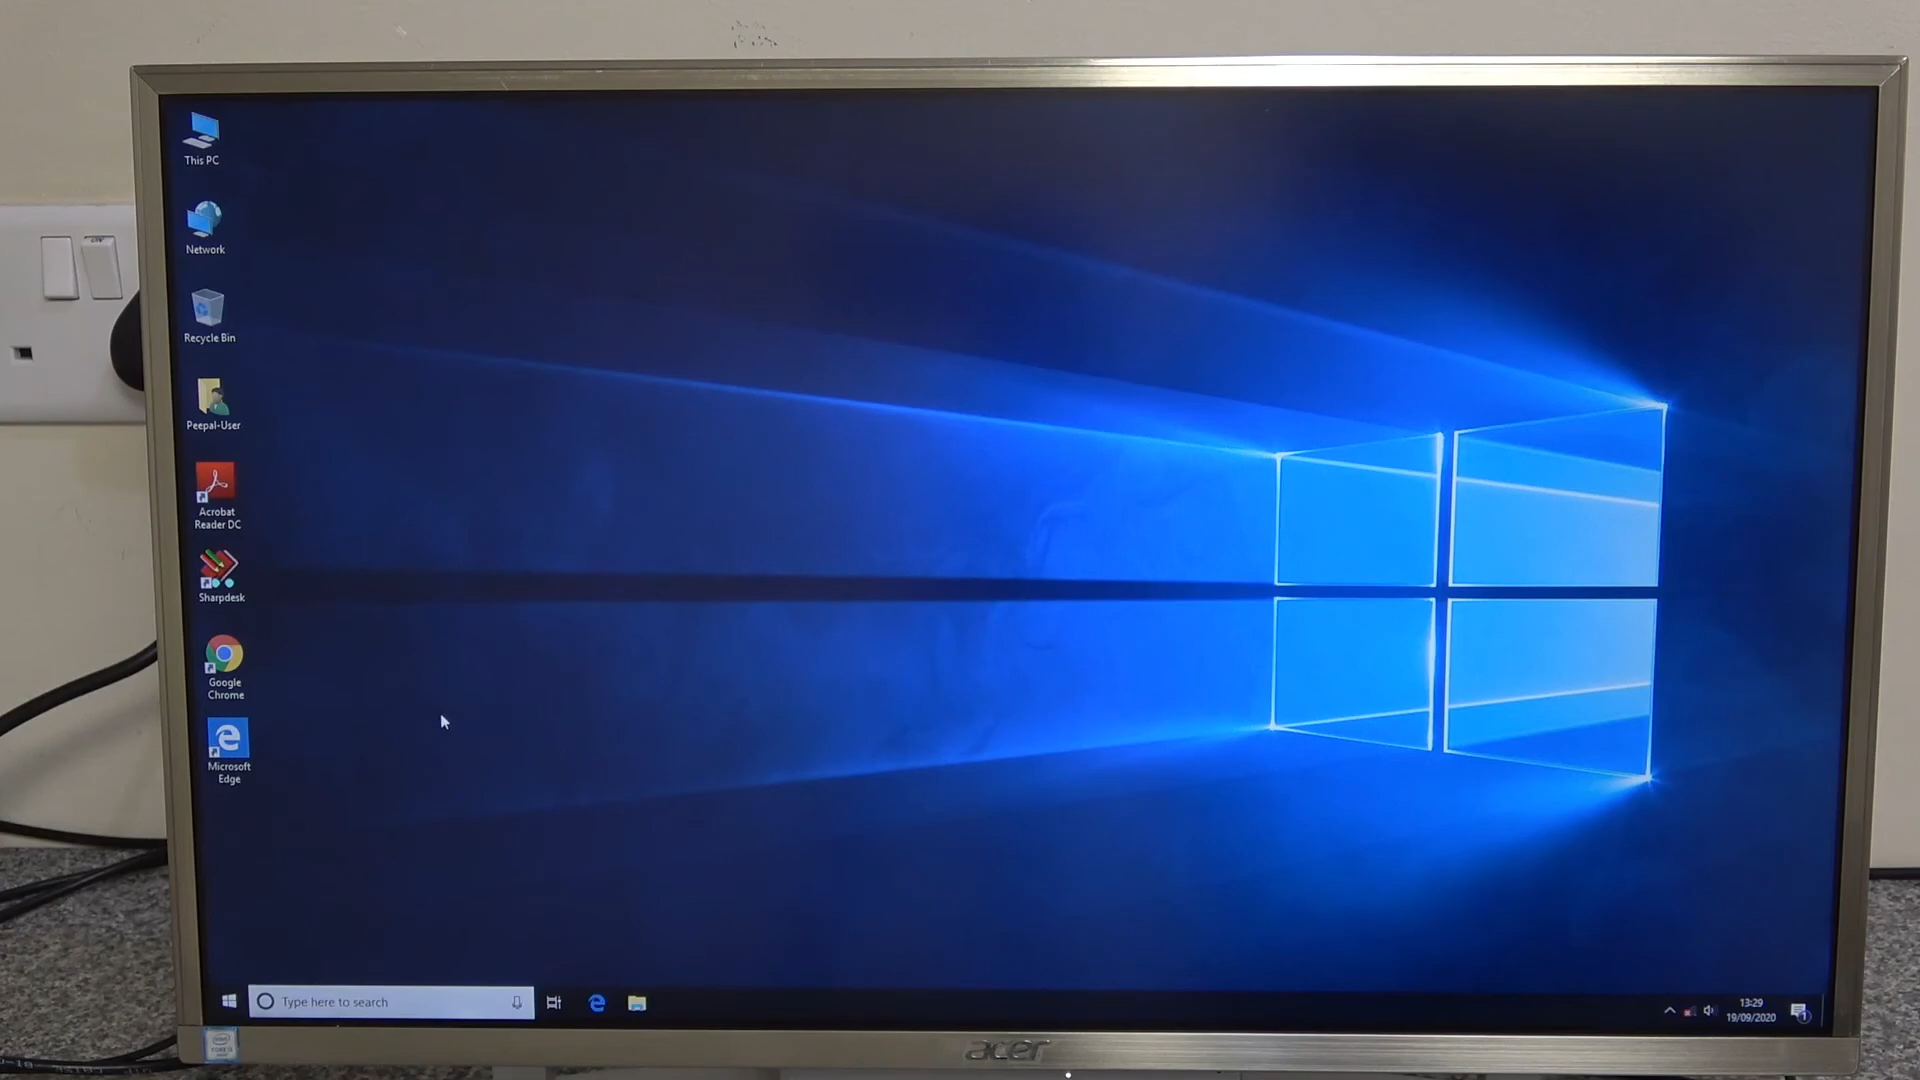 This PC
Network
Recycle Bin
Peepal-User
Acrobat
Reader DC
Sharpdesk
Google
Chrome
Microsoft
Edge
Type here to search
13:29
19/09/2020
1
acer